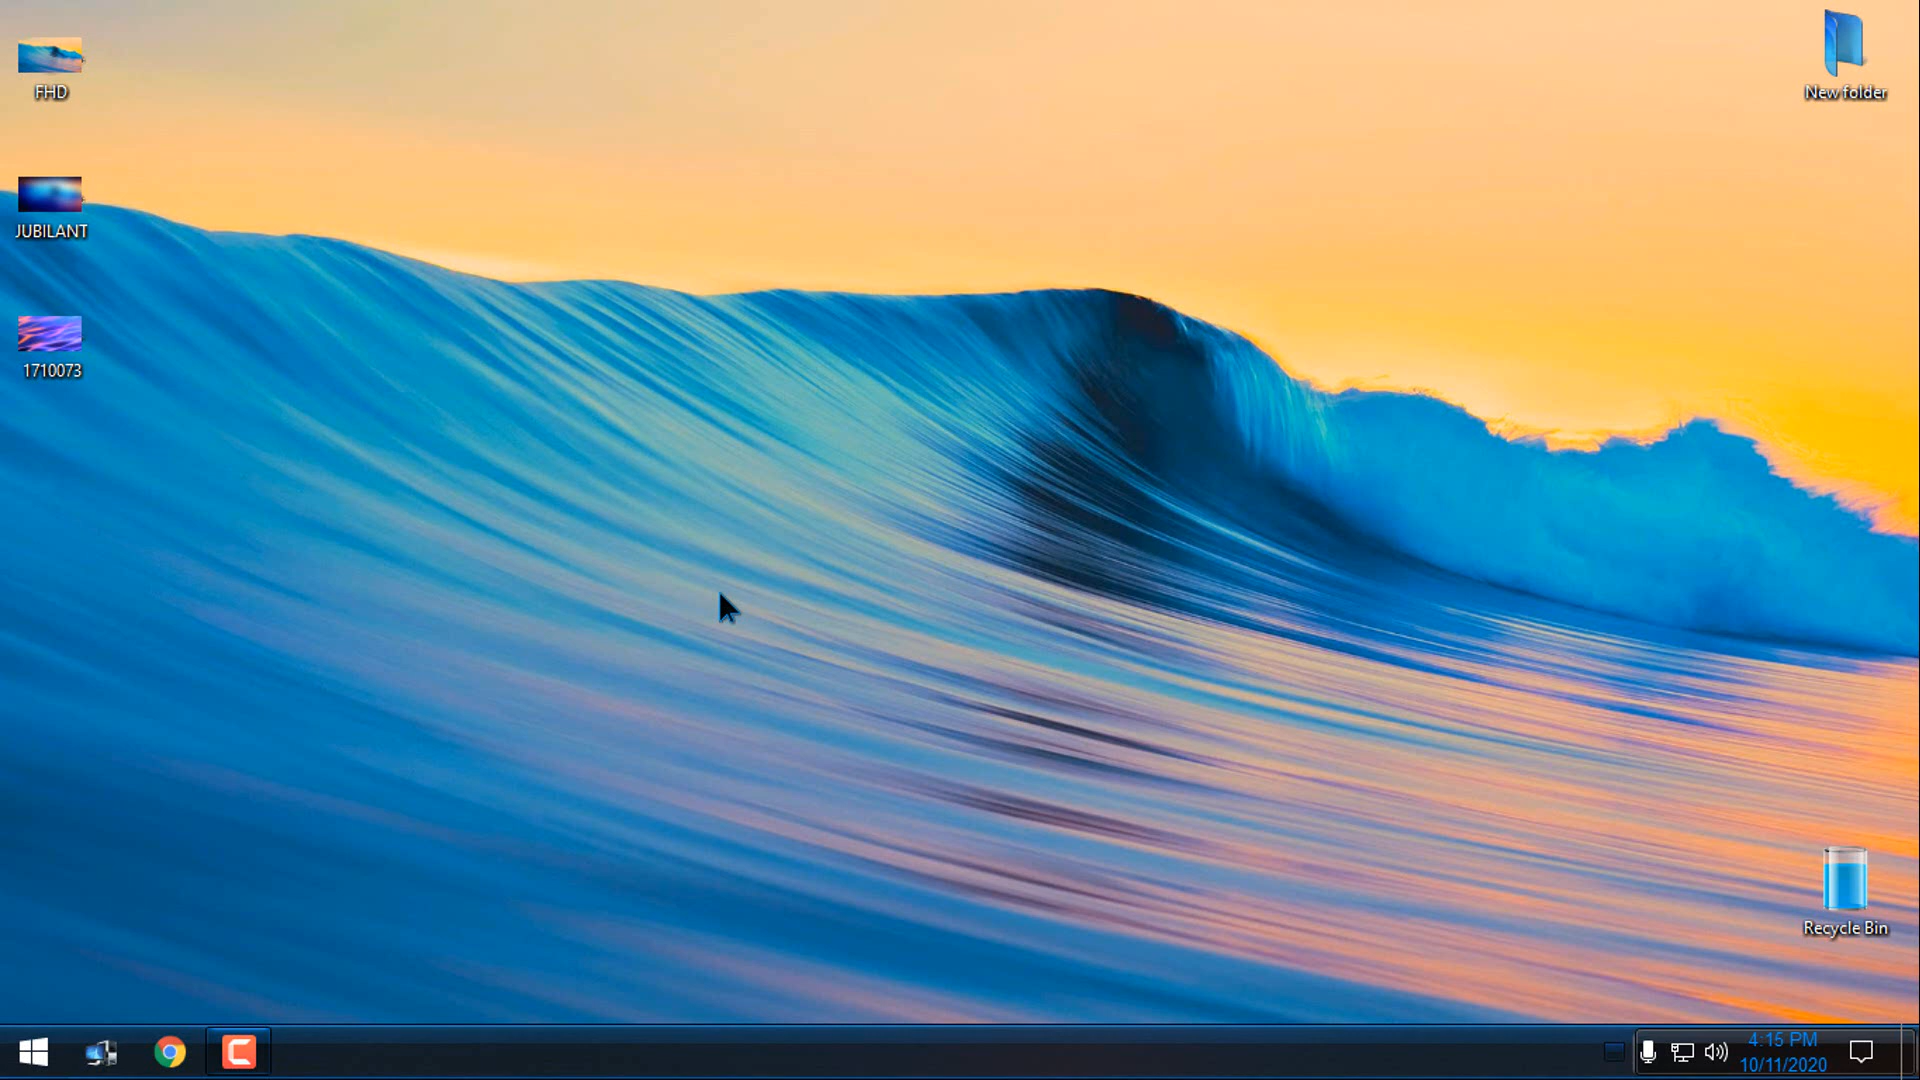 FHD
New folder
JUBILANT
1710073
Recycle Bin
4:15 PM
10/11/2020